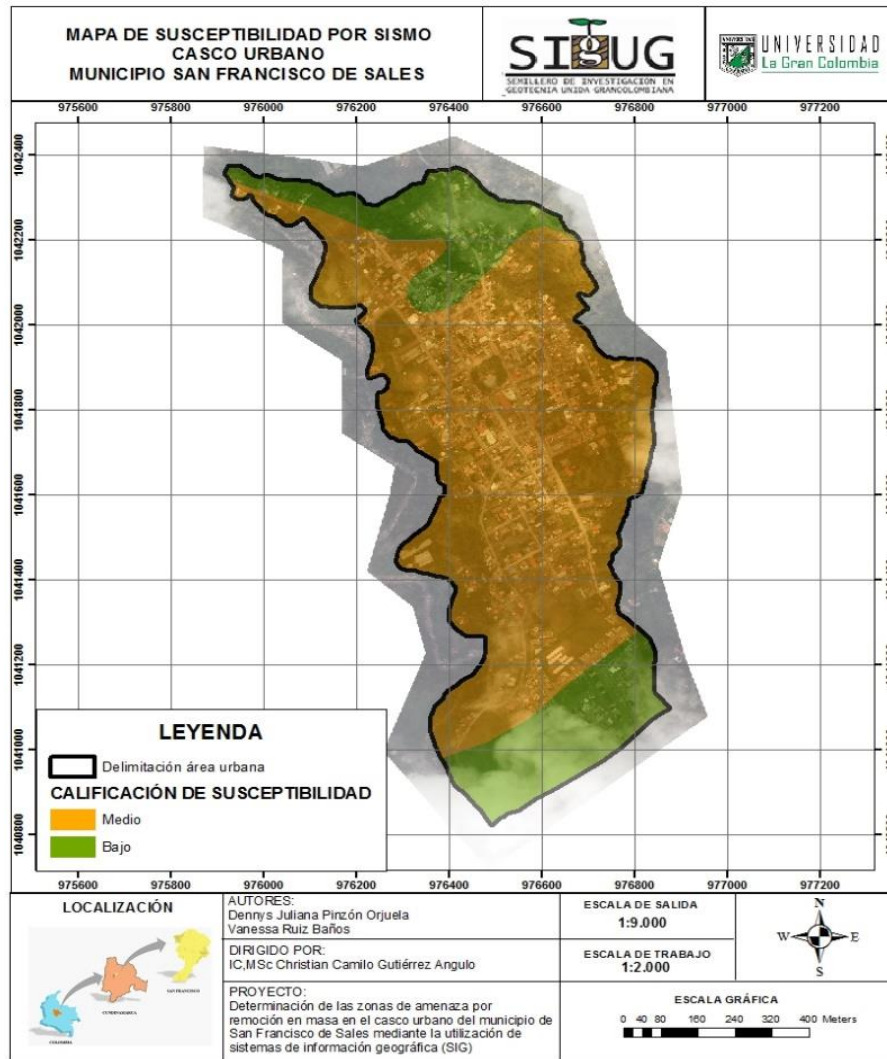 MAPA DE SUSCEPTIBILIDAD POR SISMO
CASCO URBANO
MUNICIPIO SAN FRANCISCO DE SALES
SIGUG
SEMILLERO DE INVESTIGACIÓN EN
GEOTECNIA UNIDA GRANCOLOMBIANA
UNIVERSIDAD
La Gran Colombia
975600 975800 976000 976200 976400 976600 976800 977000 977200
1042400
1042200
1042000
1041800
1041600
1041400
1041200
1041000
1040800
LEYENDA
Delimitación área urbana
CALIFICACIÓN DE SUSCEPTIBILIDAD
Medio
Bajo
975600 975800 976000 976200 976400 976600 976800 977000 977200
LOCALIZACIÓN
COLOMBIA
CUNDINAMARCA
SAN FRANCISCO
AUTORES:
Dennys Juliana Pinzón Orjuela
Vanessa Ruiz Baños
DIRIGIDO POR:
IC,MSc Christian Camilo Gutiérrez Angulo
PROYECTO:
Determinación de las zonas de amenaza por
remoción en masa en el casco urbano del municipio de
San Francisco de Sales mediante la utilización de
sistemas de información geográfica (SIG)
ESCALA DE SALIDA
1:9.000
ESCALA DE TRABAJO
1:2.000
N
W E
S
ESCALA GRÁFICA
0 40 80 160 240 320 400 Meters